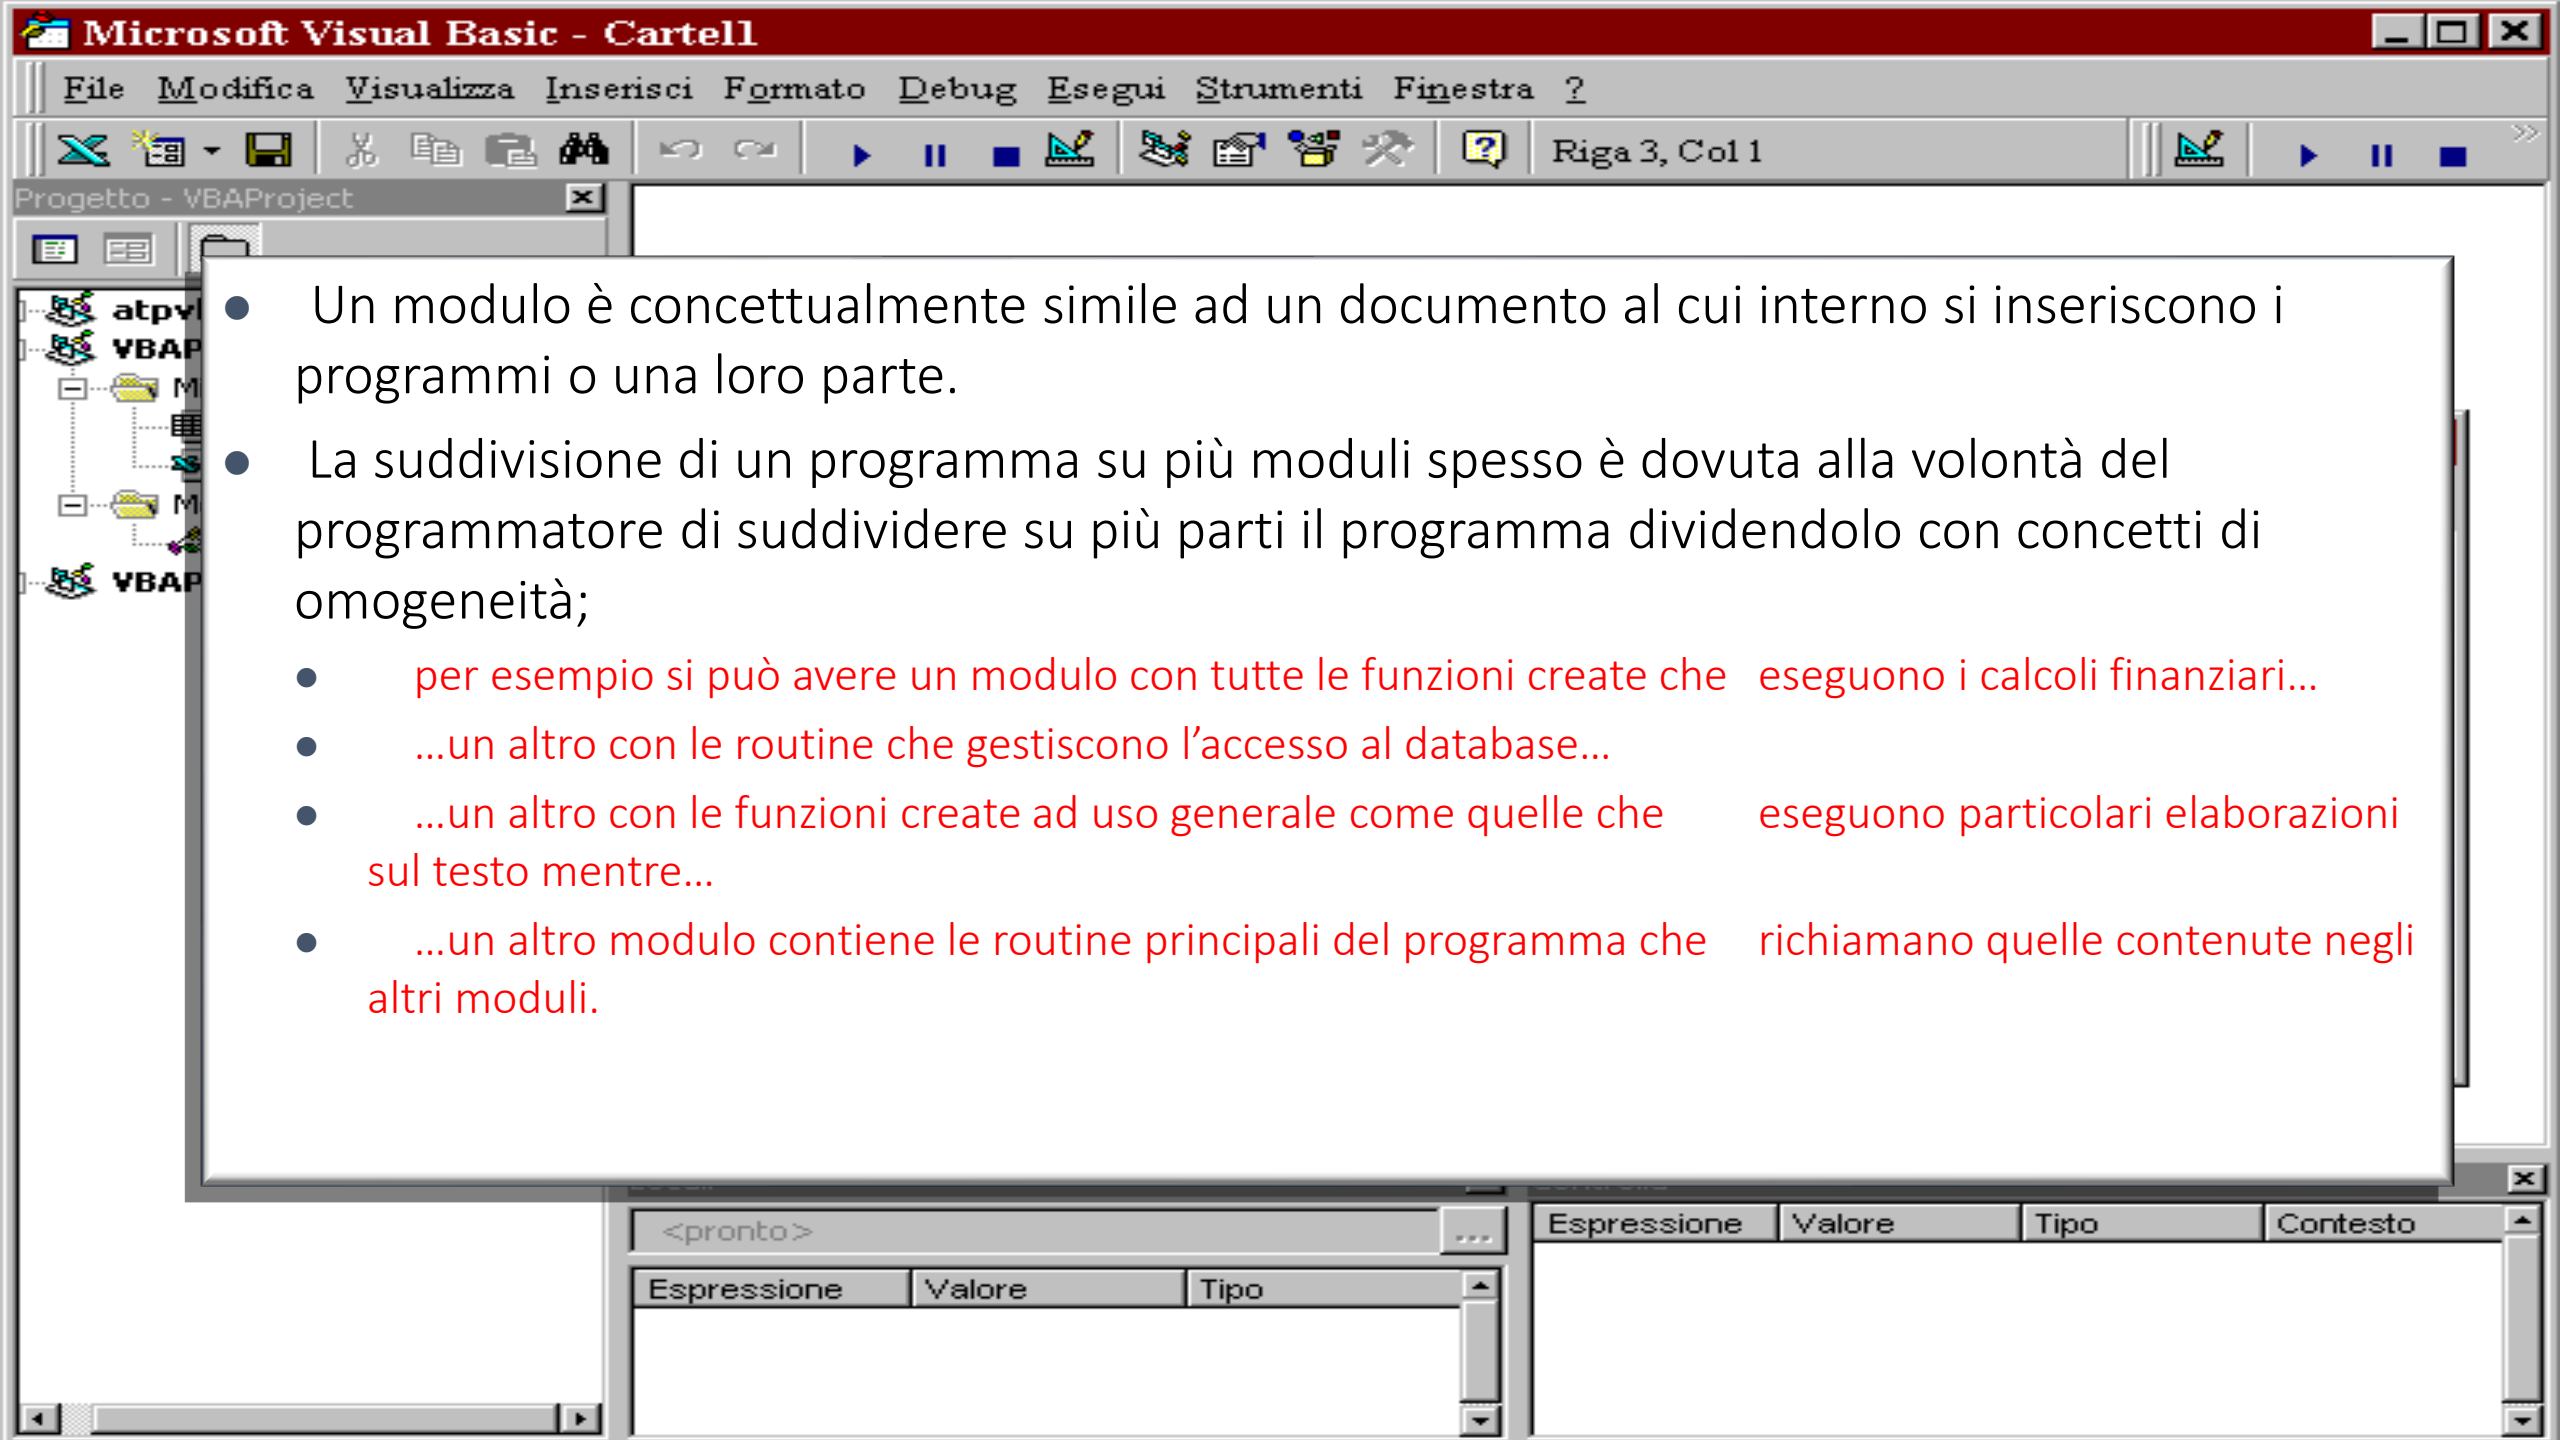 Microsoft Visual Basic - Cartel1
File Modifica Visualizza Inserisci Formato Debug Esegui Strumenti Finestra ?
Riga 3, Col 1
Progetto - VBAProject
● Un modulo è concettualmente simile ad un documento al cui interno si inseriscono i
programmi o una loro parte.
● La suddivisione di un programma su più moduli spesso è dovuta alla volontà del
programmatore di suddividere su più parti il programma dividendolo con concetti di
omogeneità;
● per esempio si può avere un modulo con tutte le funzioni create che eseguono i calcoli finanziari…
● …un altro con le routine che gestiscono l’accesso al database…
● …un altro con le funzioni create ad uso generale come quelle che eseguono particolari elaborazioni
sul testo mentre…
● …un altro modulo contiene le routine principali del programma che richiamano quelle contenute negli
altri moduli.
<pronto> ...
Espressione Valore Tipo
Espressione Valore Tipo Contesto